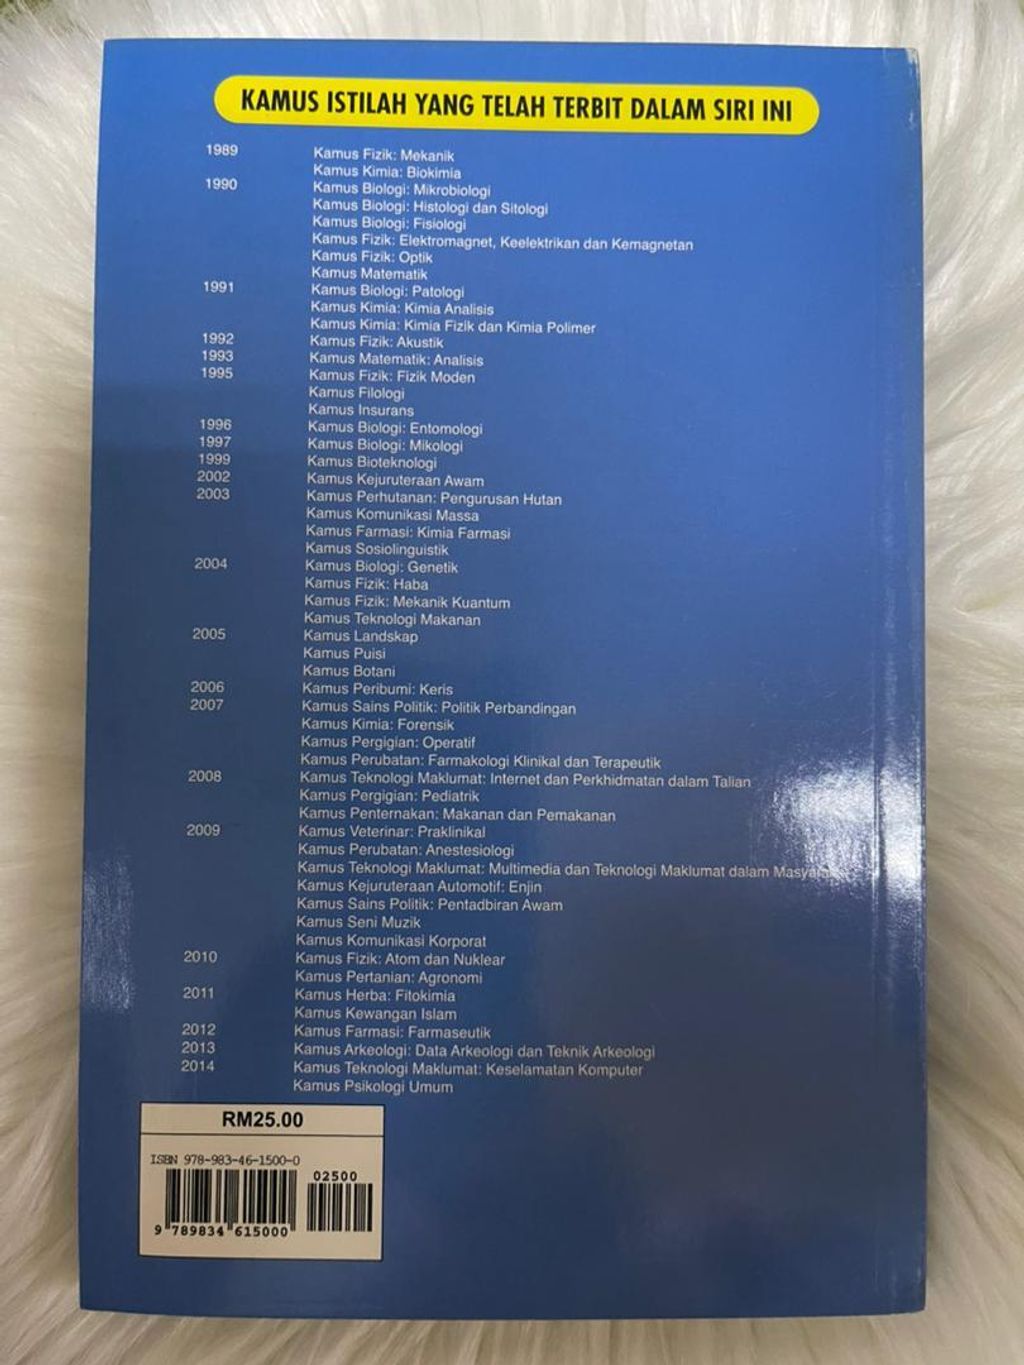 KAMUS ISTILAH YANG TELAH TERBIT DALAM SIRI INI
1989 Kamus Fizik: Mekanik
Kamus Kimia: Biokimia
1990 Kamus Biologi: Mikrobiologi
Kamus Biologi: Histologi dan Sitologi
Kamus Biologi: Fisiologi
Kamus Fizik: Elektromagnet, Keelektrikan dan Kemagnetan
Kamus Fizik: Optik
Kamus Matematik
1991 Kamus Biologi: Patologi
Kamus Kimia: Kimia Analisis
Kamus Kimia: Kimia Fizik dan Kimia Polimer
1992 Kamus Fizik: Akustik
1993 Kamus Matematik: Analisis
1995 Kamus Fizik: Fizik Moden
Kamus Filologi
Kamus Insurans
1996 Kamus Biologi: Entomologi
1997 Kamus Biologi: Mikologi
1999 Kamus Bioteknologi
2002 Kamus Kejuruteraan Awam
2003 Kamus Perhutanan: Pengurusan Hutan
Kamus Komunikasi Massa
Kamus Farmasi: Kimia Farmasi
Kamus Sosiolinguistik
2004 Kamus Biologi: Genetik
Kamus Fizik: Haba
Kamus Fizik: Mekanik Kuantum
Kamus Teknologi Makanan
2005 Kamus Landskap
Kamus Puisi
Kamus Botani
2006 Kamus Peribumi: Keris
2007 Kamus Sains Politik: Politik Perbandingan
Kamus Kimia: Forensik
Kamus Pergigian: Operatif
Kamus Perubatan: Farmakologi Klinikal dan Terapeutik
2008 Kamus Teknologi Maklumat: Internet dan Perkhidmatan dalam Talian
Kamus Pergigian: Pediatrik
Kamus Penternakan: Makanan dan Pemakanan
2009 Kamus Veterinar: Praklinikal
Kamus Perubatan: Anestesiologi
Kamus Teknologi Maklumat: Multimedia dan Teknologi Maklumat dalam
Kamus Kejuruteraan Automotif: Enjin
Kamus Sains Politik: Pentadbiran Awam
Kamus Seni Muzik
Kamus Komunikasi Korporat
2010 Kamus Fizik: Atom dan Nuklear
Kamus Pertanian: Agronomi
2011 Kamus Herba: Fitokimia
Kamus Kewangan Islam
2012 Kamus Farmasi: Farmaseutik
2013 Kamus Arkeologi: Data Arkeologi dan Teknik Arkeologi
2014 Kamus Teknologi Maklumat: Keselamatan Komputer
Kamus Psikologi Umum
RM25.00
ISBN 978-983-46-1500-0
02500
9 789834 615000